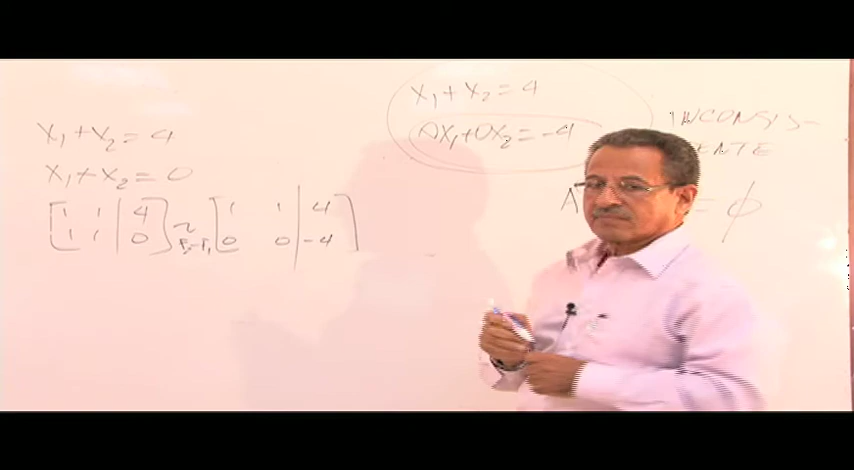 X₁+X₂=4
X₁+X₂=0
[1 1 | 4] ~ [1 1 | 4]
[1 1 | 0] F₂-F₁ [0 0 | -4]
X₁+X₂=4
0X₁+0X₂=-4
INCONSIS-
TENTE
A
= ϕ